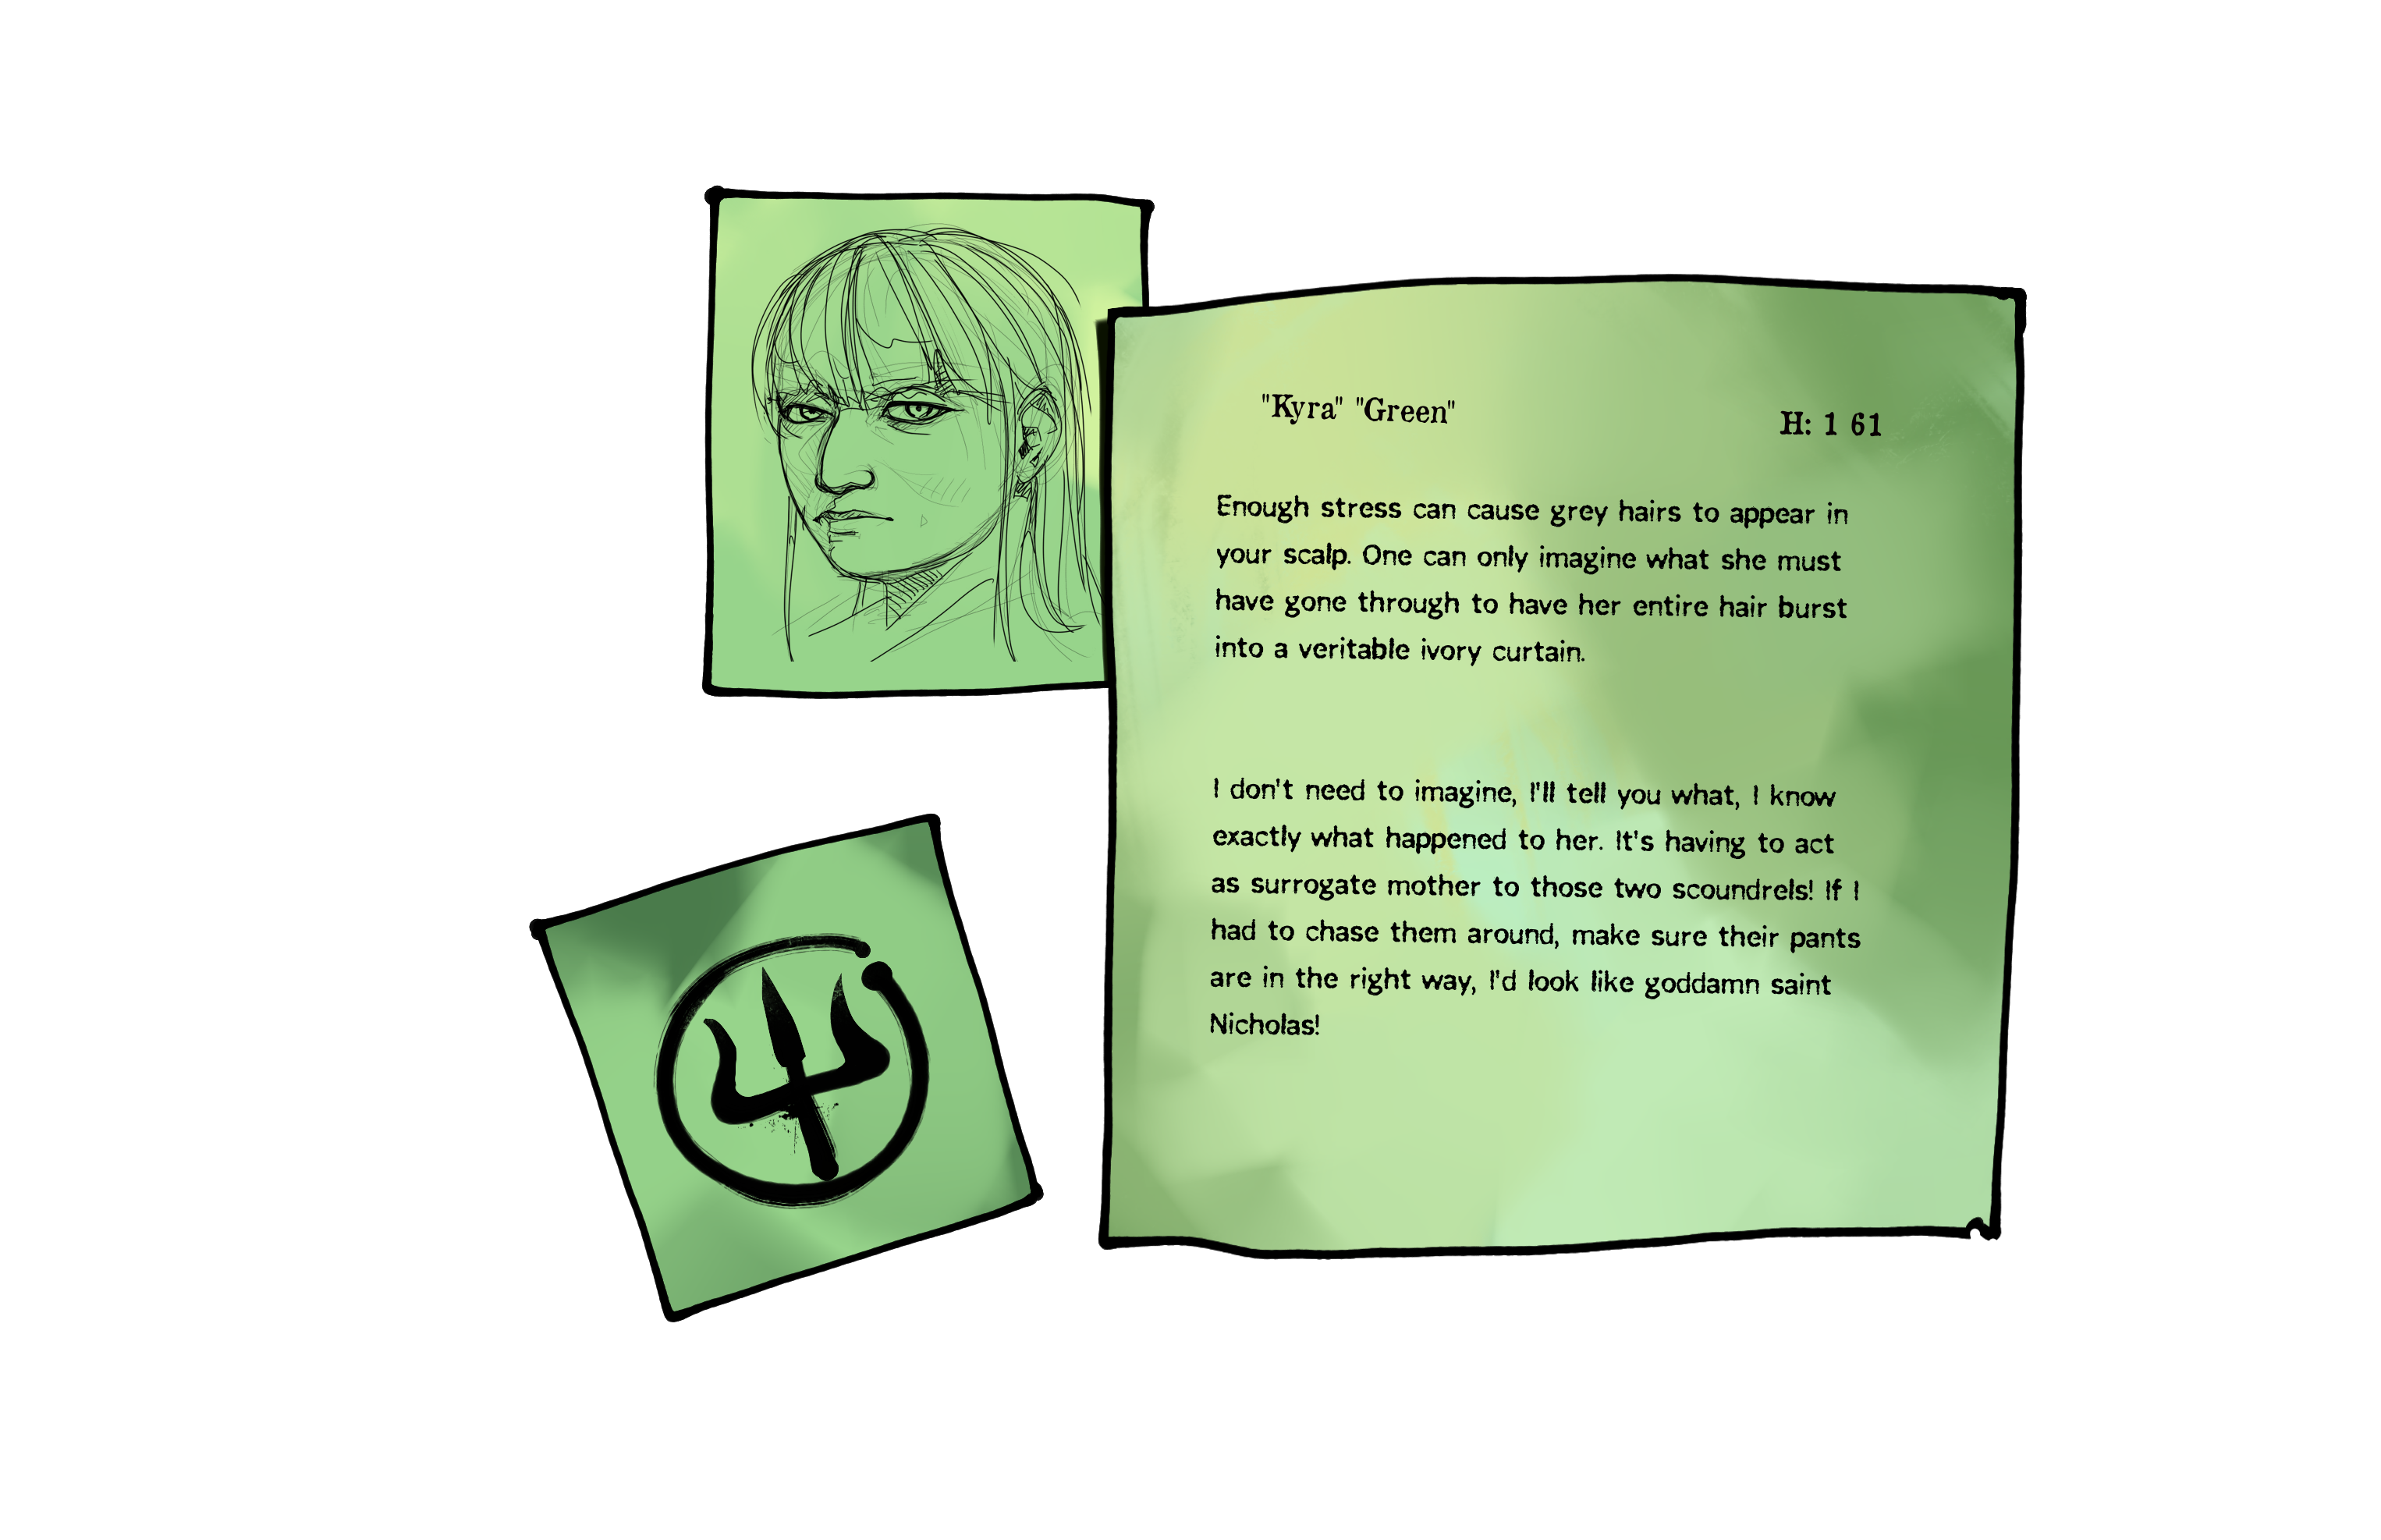 "Kyra" "Green"
H: 1 61
Enough stress can cause grey hairs to appear in
your scalp. One can only imagine what she must
have gone through to have her entire hair burst
into a veritable ivory curtain.
I don't need to imagine, I'll tell you what, I know
exactly what happened to her. It's having to act
as surrogate mother to those two scoundrels! If I
had to chase them around, make sure their pants
are in the right way, I'd look like goddamn saint
Nicholas!